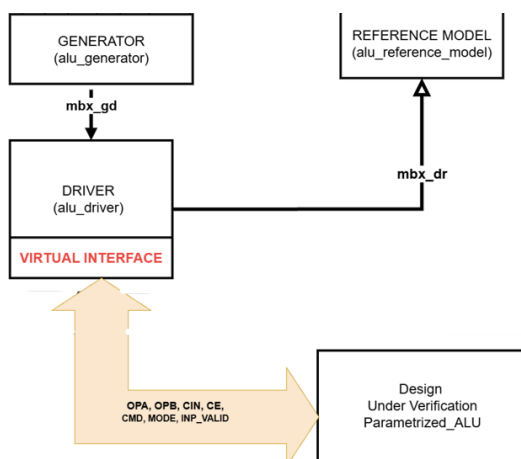 GENERATOR
(alu_generator)
REFERENCE MODEL
(alu_reference_model)
mbx_gd
DRIVER
(alu_driver)
mbx_dr
VIRTUAL INTERFACE
OPA, OPB, CIN, CE,
CMD, MODE, INP_VALID
Design
Under Verification
Parametrized_ALU